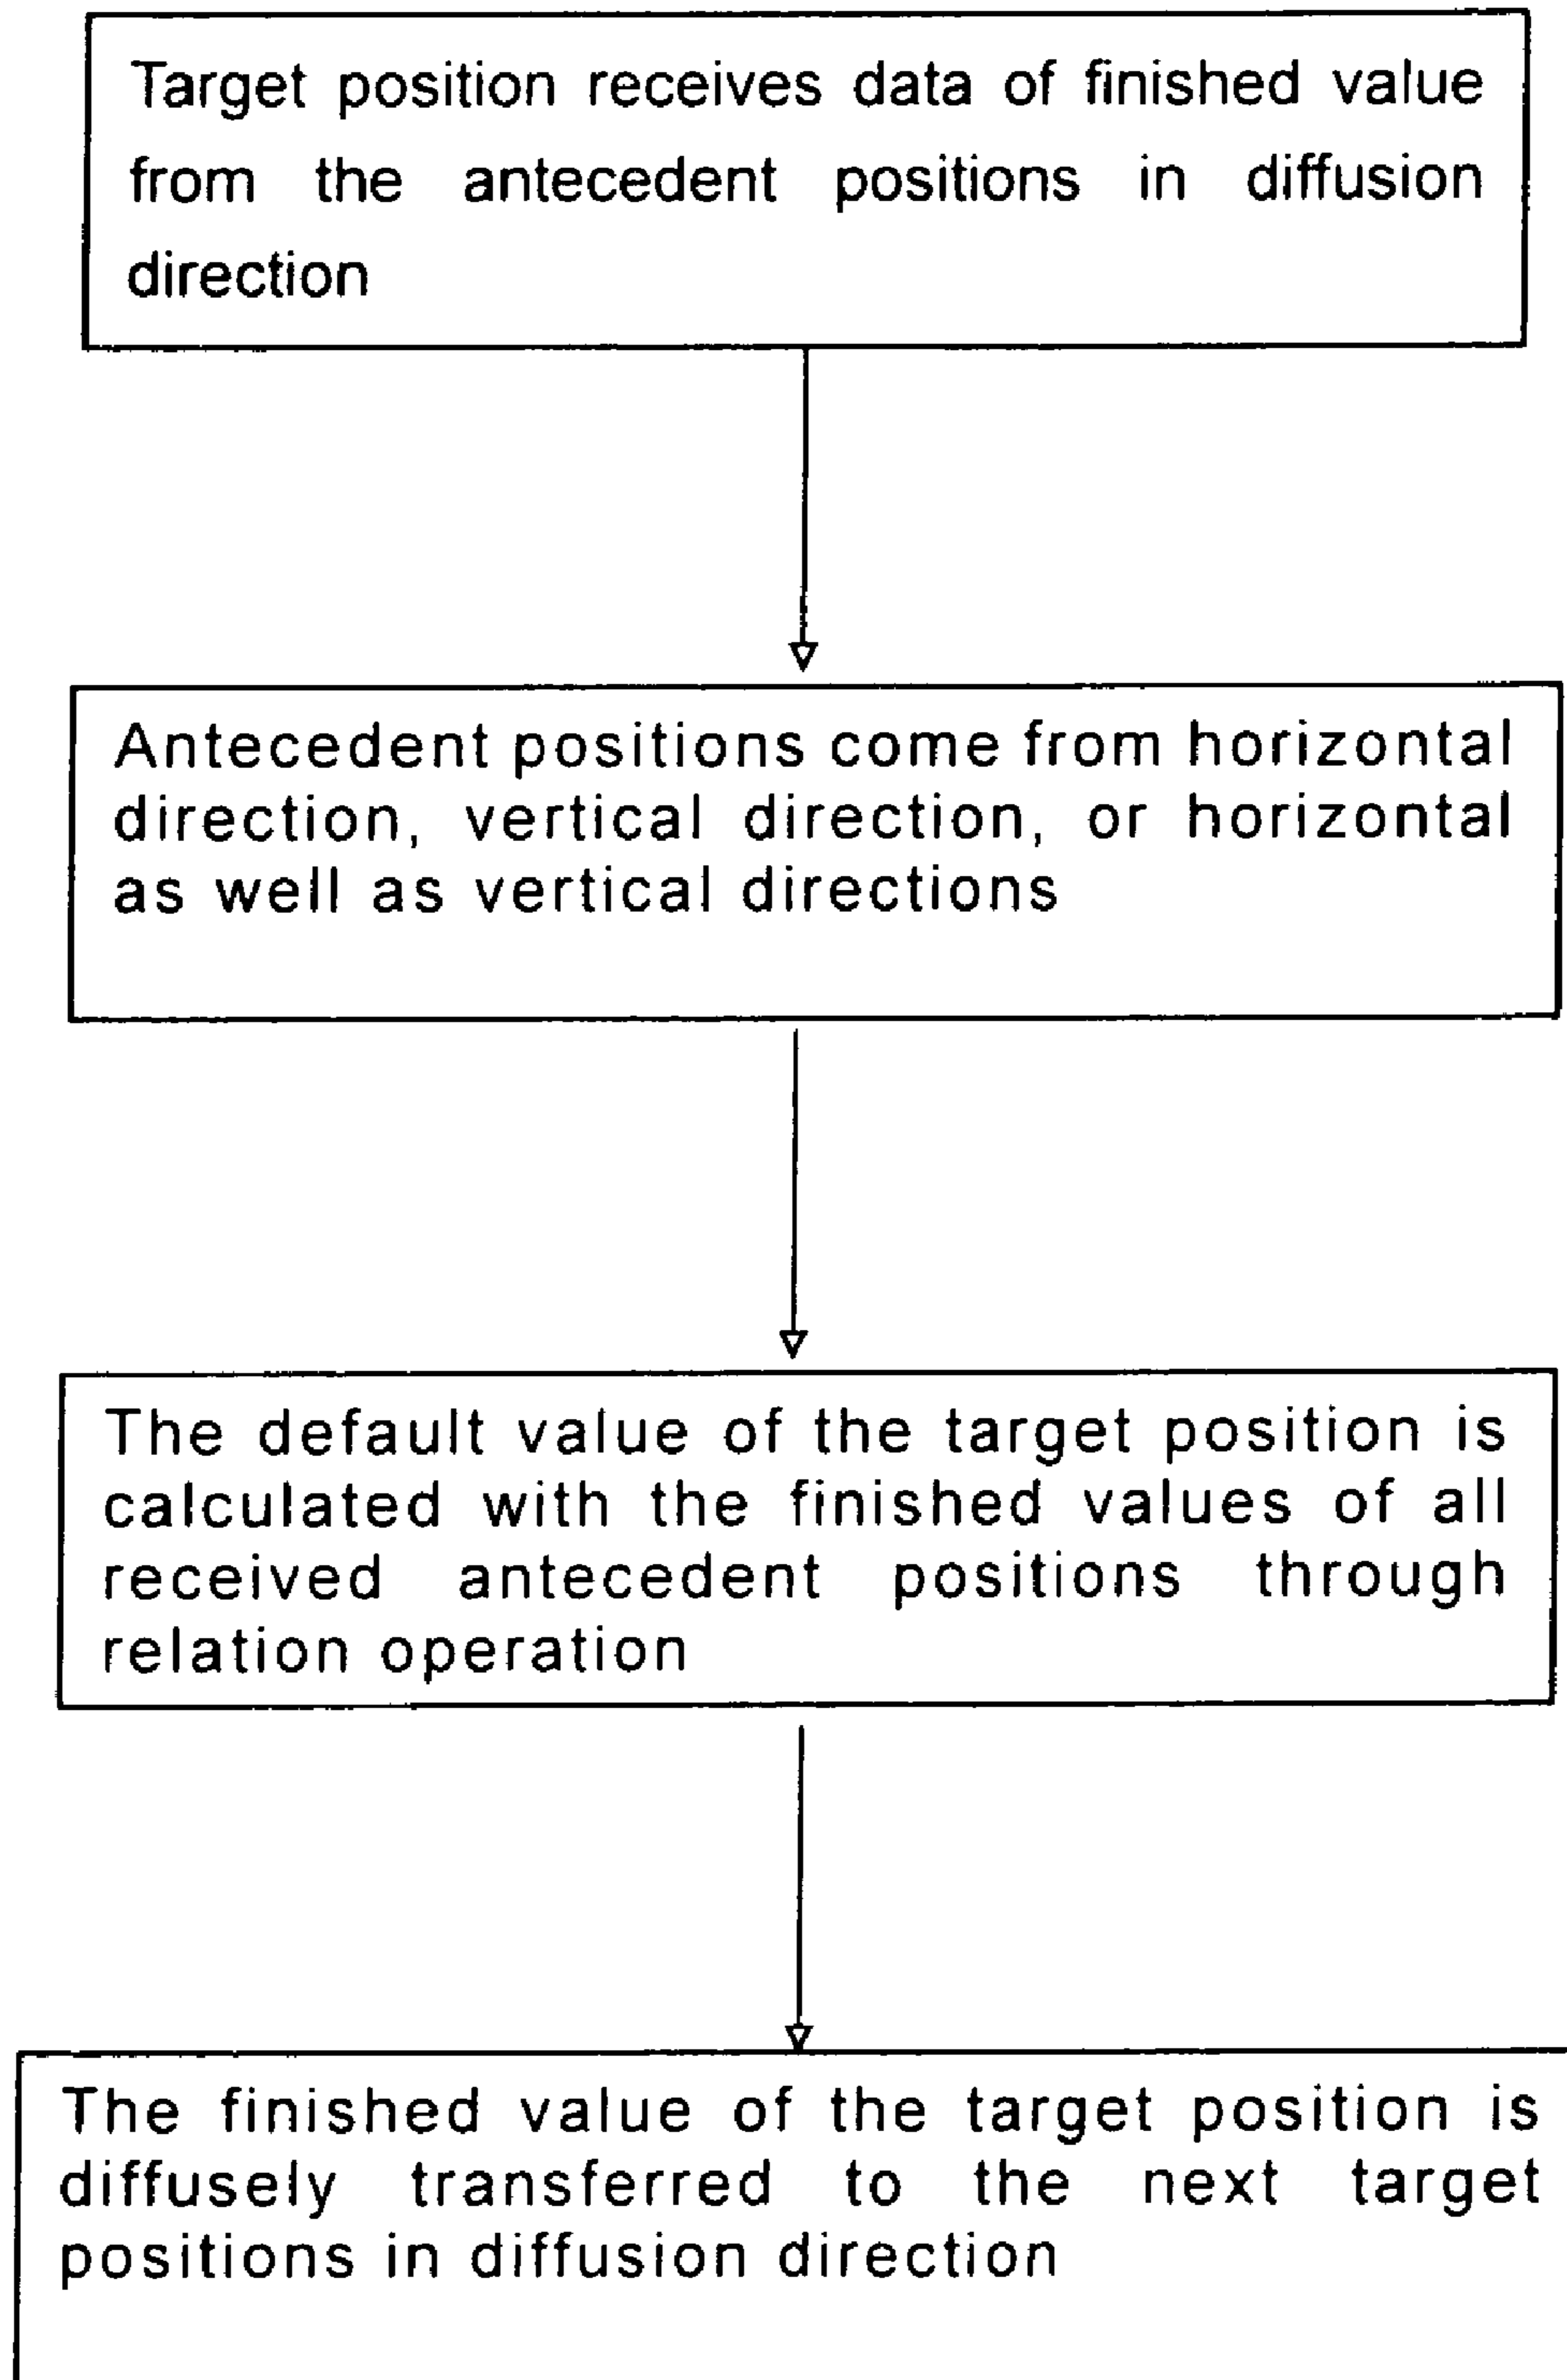 Target position receives data of finished value
from the antecedent positions in diffusion
direction
Antecedent positions come from horizontal
direction, vertical direction, or horizontal
as well as vertical directions
The default value of the target position is
calculated with the finished values of all
received antecedent positions through
relation operation
The finished value of the target position is
diffusely transferred to the next target
positions in diffusion direction